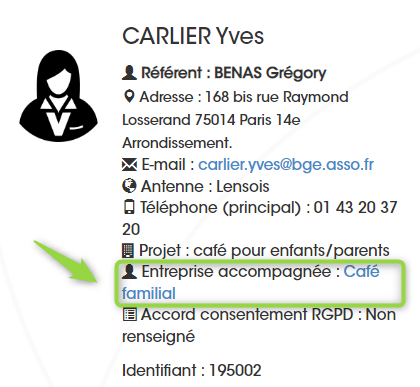 CARLIER Yves
Référent : BENAS Grégory
Adresse : 168 bis rue Raymond
Losserand 75014 Paris 14e
Arrondissement.
E-mail : carlier.yves@bge.asso.fr
Antenne : Lensois
Téléphone (principal) : 01 43 20 37
20
Projet : café pour enfants/parents
Entreprise accompagnée : Café
familial
Accord consentement RGPD : Non
renseigné
Identifiant : 195002